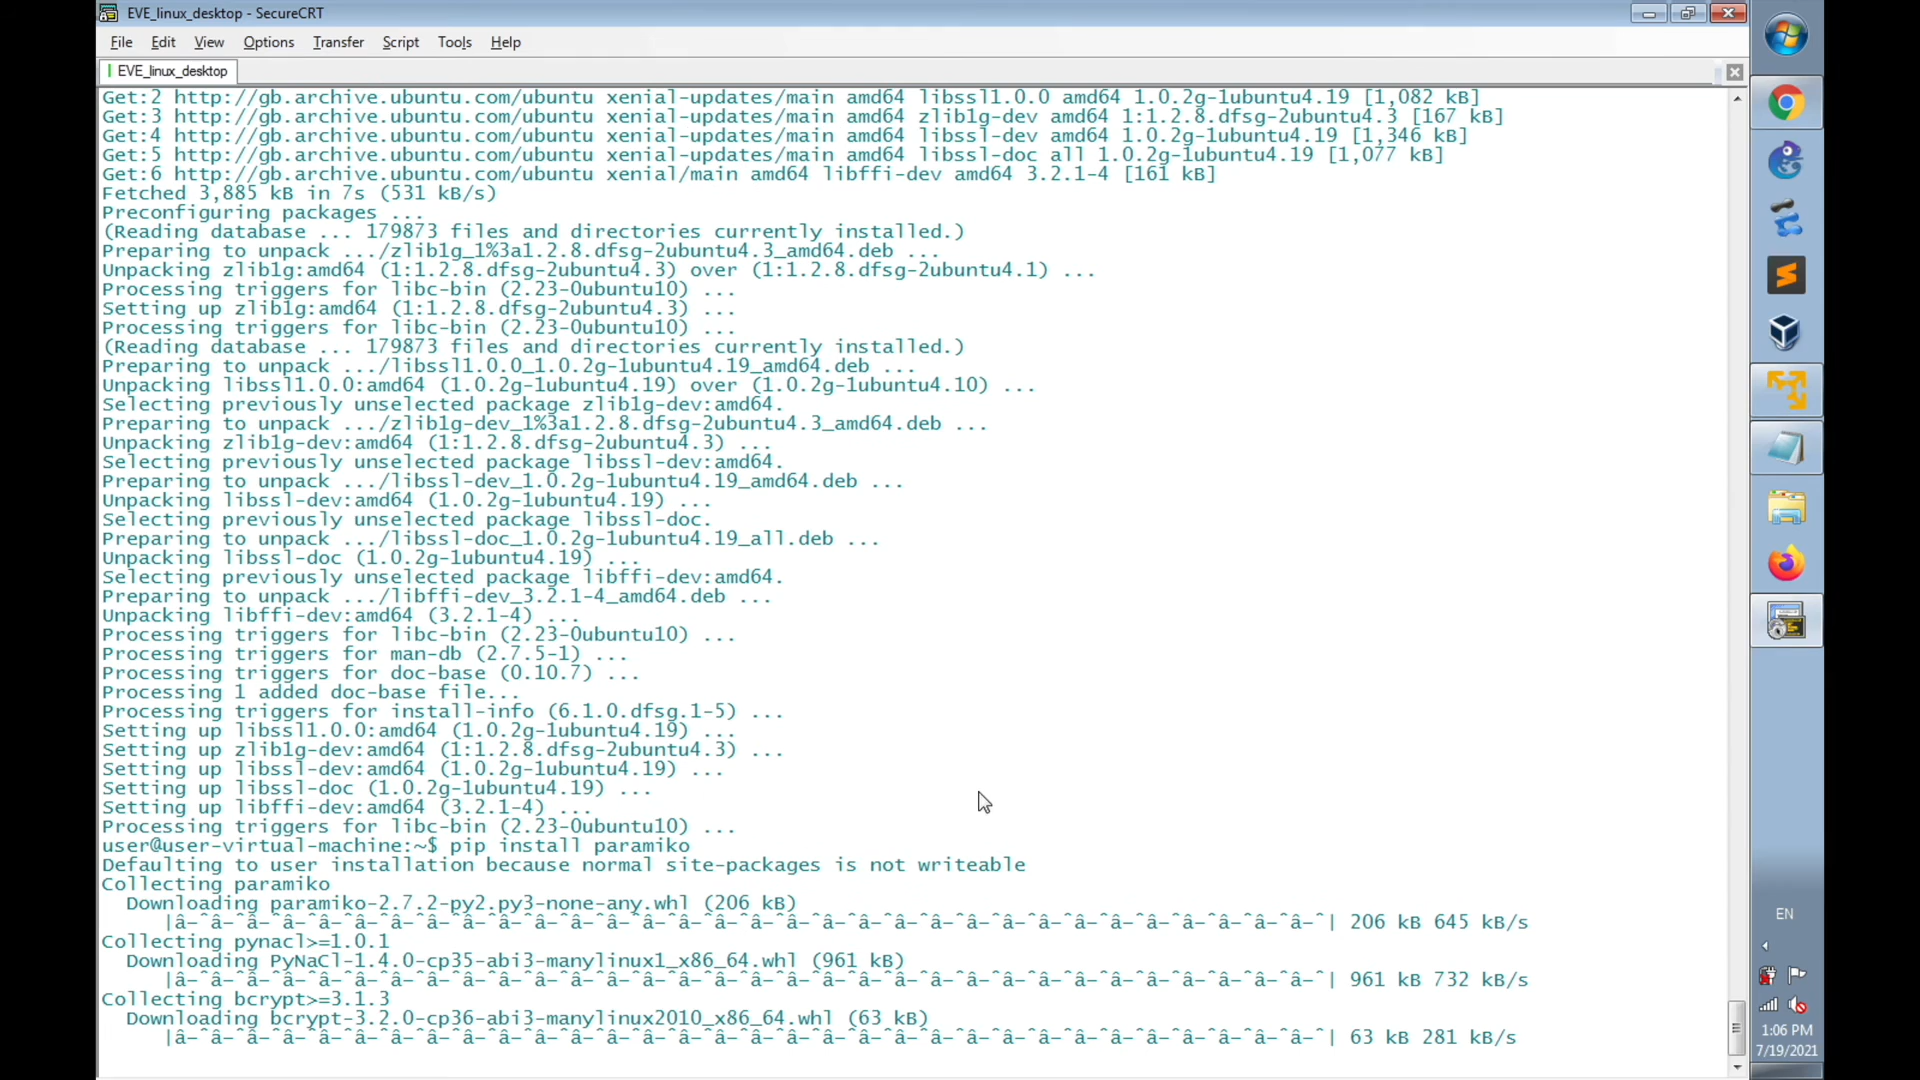 EVE_linux_desktop - SecureCRT
File Edit View Options Transfer Script Tools Help
EVE_linux_desktop
Get:2 http://gb.archive.ubuntu.com/ubuntu xenial-updates/main amd64 libssl1.0.0 amd64 1.0.2g-1ubuntu4.19 [1,082 kB]
Get:3 http://gb.archive.ubuntu.com/ubuntu xenial-updates/main amd64 zlib1g-dev amd64 1:1.2.8.dfsg-2ubuntu4.3 [167 kB]
Get:4 http://gb.archive.ubuntu.com/ubuntu xenial-updates/main amd64 libssl-dev amd64 1.0.2g-1ubuntu4.19 [1,346 kB]
Get:5 http://gb.archive.ubuntu.com/ubuntu xenial-updates/main amd64 libssl-doc all 1.0.2g-1ubuntu4.19 [1,077 kB]
Get:6 http://gb.archive.ubuntu.com/ubuntu xenial/main amd64 libffi-dev amd64 3.2.1-4 [161 kB]
Fetched 3,885 kB in 7s (531 kB/s)
Preconfiguring packages ...
(Reading database ... 179873 files and directories currently installed.)
Preparing to unpack .../zlib1g_1%3a1.2.8.dfsg-2ubuntu4.3_amd64.deb ...
Unpacking zlib1g:amd64 (1:1.2.8.dfsg-2ubuntu4.3) over (1:1.2.8.dfsg-2ubuntu4.1) ...
Processing triggers for libc-bin (2.23-0ubuntu10) ...
Setting up zlib1g:amd64 (1:1.2.8.dfsg-2ubuntu4.3) ...
Processing triggers for libc-bin (2.23-0ubuntu10) ...
(Reading database ... 179873 files and directories currently installed.)
Preparing to unpack .../libssl1.0.0_1.0.2g-1ubuntu4.19_amd64.deb ...
Unpacking libssl1.0.0:amd64 (1.0.2g-1ubuntu4.19) over (1.0.2g-1ubuntu4.10) ...
Selecting previously unselected package zlib1g-dev:amd64.
Preparing to unpack .../zlib1g-dev_1%3a1.2.8.dfsg-2ubuntu4.3_amd64.deb ...
Unpacking zlib1g-dev:amd64 (1:1.2.8.dfsg-2ubuntu4.3) ...
Selecting previously unselected package libssl-dev:amd64.
Preparing to unpack .../libssl-dev_1.0.2g-1ubuntu4.19_amd64.deb ...
Unpacking libssl-dev:amd64 (1.0.2g-1ubuntu4.19) ...
Selecting previously unselected package libssl-doc.
Preparing to unpack .../libssl-doc_1.0.2g-1ubuntu4.19_all.deb ...
Unpacking libssl-doc (1.0.2g-1ubuntu4.19) ...
Selecting previously unselected package libffi-dev:amd64.
Preparing to unpack .../libffi-dev_3.2.1-4_amd64.deb ...
Unpacking libffi-dev:amd64 (3.2.1-4) ...
Processing triggers for libc-bin (2.23-0ubuntu10) ...
Processing triggers for man-db (2.7.5-1) ...
Processing triggers for doc-base (0.10.7) ...
Processing 1 added doc-base file...
Processing triggers for install-info (6.1.0.dfsg.1-5) ...
Setting up libssl1.0.0:amd64 (1.0.2g-1ubuntu4.19) ...
Setting up zlib1g-dev:amd64 (1:1.2.8.dfsg-2ubuntu4.3) ...
Setting up libssl-dev:amd64 (1.0.2g-1ubuntu4.19) ...
Setting up libssl-doc (1.0.2g-1ubuntu4.19) ...
Setting up libffi-dev:amd64 (3.2.1-4) ...
Processing triggers for libc-bin (2.23-0ubuntu10) ...
user@user-virtual-machine:~$ pip install paramiko
Defaulting to user installation because normal site-packages is not writeable
Collecting paramiko
Downloading paramiko-2.7.2-py2.py3-none-any.whl (206 kB)
| 206 kB 645 kB/s
Collecting pynacl>=1.0.1
Downloading PyNaCl-1.4.0-cp35-abi3-manylinux1_x86_64.whl (961 kB)
| 961 kB 732 kB/s
Collecting bcrypt>=3.1.3
Downloading bcrypt-3.2.0-cp36-abi3-manylinux2010_x86_64.whl (63 kB)
| 63 kB 281 kB/s
EN
1:06 PM
7/19/2021